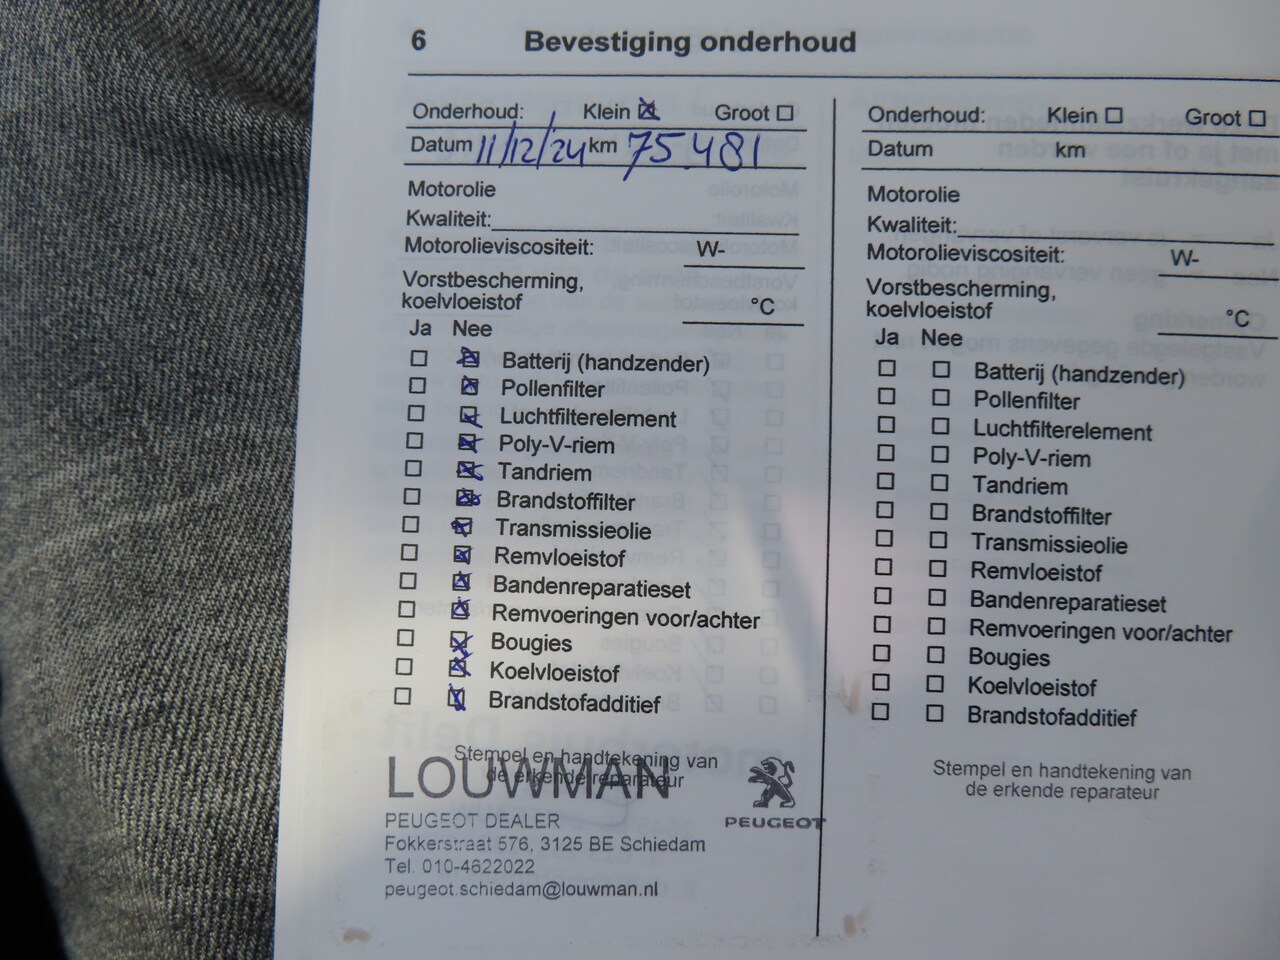 6 Bevestiging onderhoud
Onderhoud: Klein ☒ Groot ☐
Datum 11/12/24 km 75.481
Motorolie
Kwaliteit:
Motorolieviscositeit: W-
Vorstbescherming,
koelvloeistof °C
Ja Nee
☐ ☒ Batterij (handzender)
☐ ☒ Pollenfilter
☐ ☒ Luchtfilterelement
☐ ☒ Poly-V-riem
☐ ☒ Tandriem
☐ ☒ Brandstoffilter
☐ ☒ Transmissieolie
☐ ☒ Remvloeistof
☐ ☒ Bandenreparatieset
☐ ☒ Remvoeringen voor/achter
☐ ☒ Bougies
☐ ☒ Koelvloeistof
☐ ☒ Brandstofadditief
Stempel en handtekening van
de erkende reparateur
LOUWMAN
PEUGEOT
PEUGEOT DEALER
Fokkerstraat 576, 3125 BE Schiedam
Tel. 010-4622022
peugeot.schiedam@louwman.nl
Onderhoud: Klein ☐ Groot ☐
Datum km
Motorolie
Kwaliteit:
Motorolieviscositeit: W-
Vorstbescherming,
koelvloeistof °C
Ja Nee
☐ ☐ Batterij (handzender)
☐ ☐ Pollenfilter
☐ ☐ Luchtfilterelement
☐ ☐ Poly-V-riem
☐ ☐ Tandriem
☐ ☐ Brandstoffilter
☐ ☐ Transmissieolie
☐ ☐ Remvloeistof
☐ ☐ Bandenreparatieset
☐ ☐ Remvoeringen voor/achter
☐ ☐ Bougies
☐ ☐ Koelvloeistof
☐ ☐ Brandstofadditief
Stempel en handtekening van
de erkende reparateur